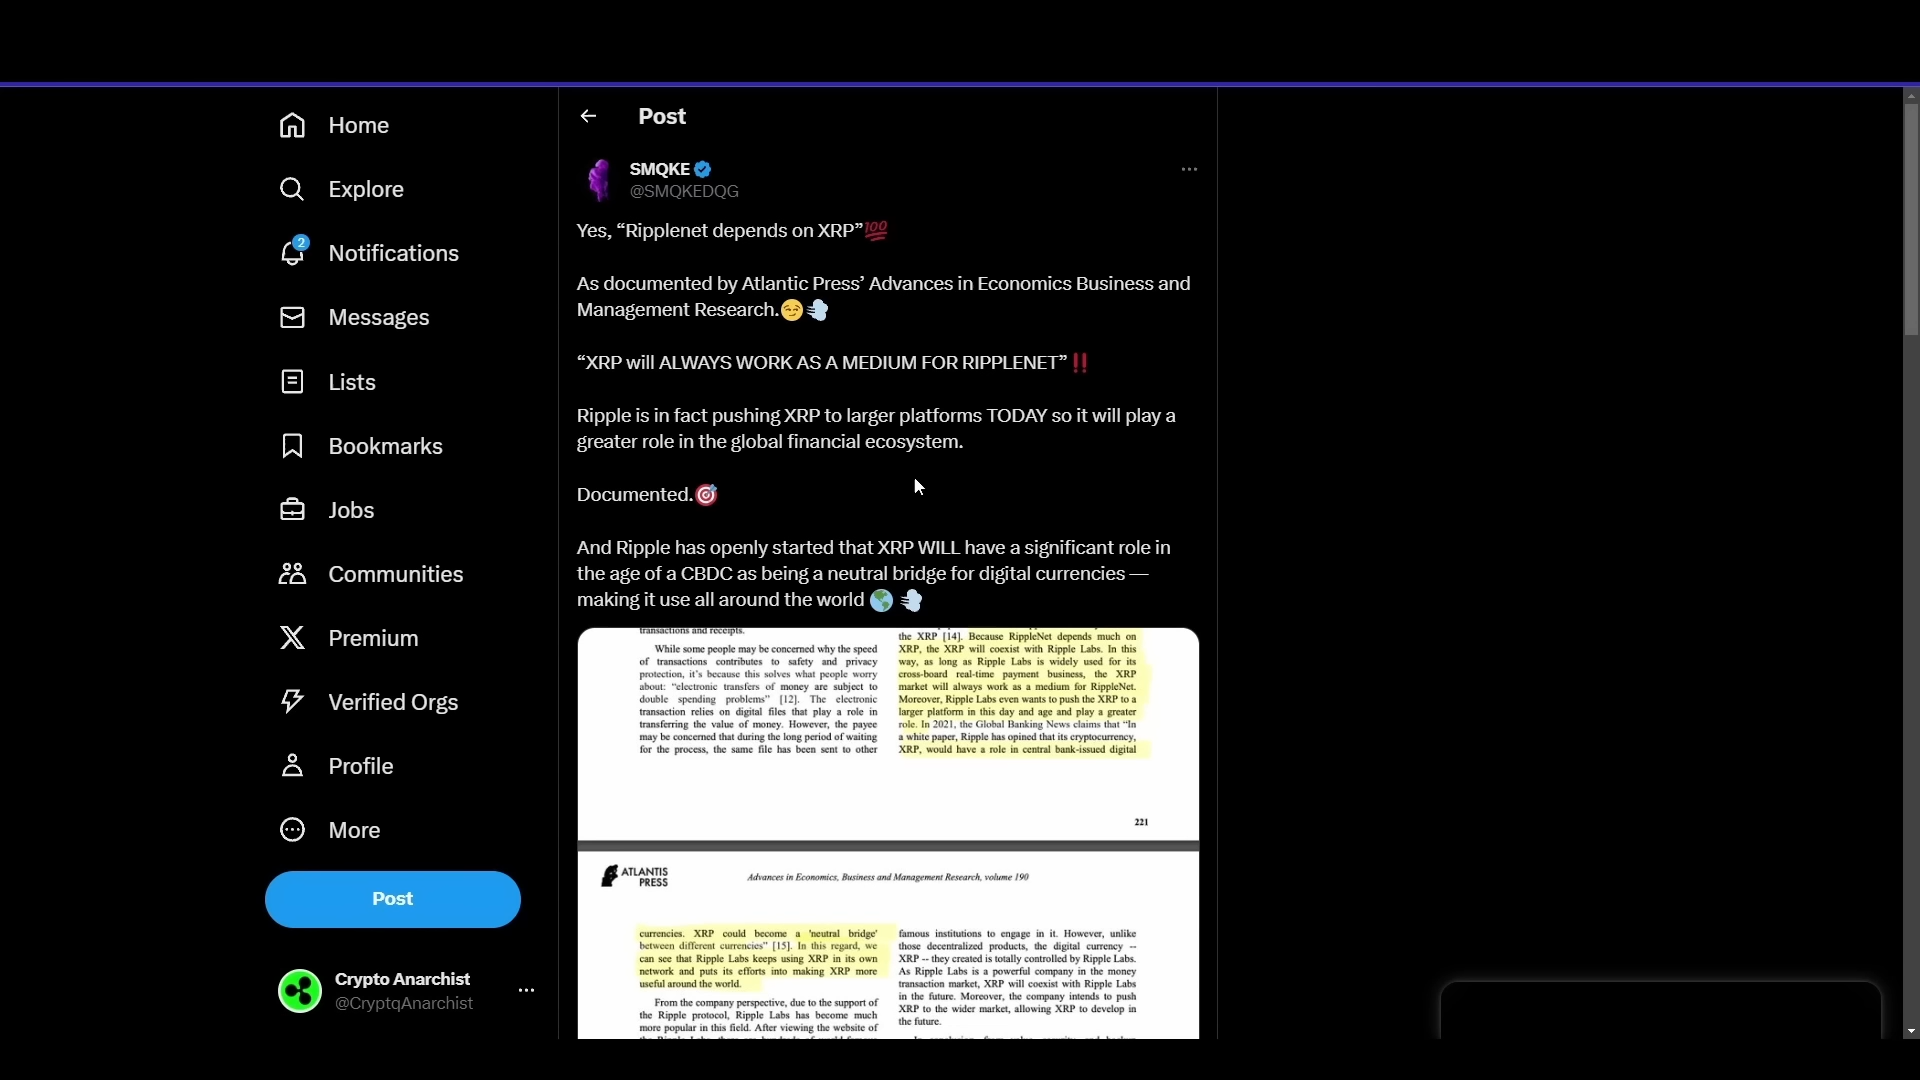 Home
Explore
2
Notifications
Messages
Lists
Bookmarks
Jobs
Communities
Premium
Verified Orgs
Profile
More
Post
Crypto Anarchist
@CryptqAnarchist
Post
SMQKE
@SMQKEDQG
Yes, “Ripplenet depends on XRP”💯
As documented by Atlantic Press’ Advances in Economics Business and
Management Research.😏💨
“XRP will ALWAYS WORK AS A MEDIUM FOR RIPPLENET”‼️
Ripple is in fact pushing XRP to larger platforms TODAY so it will play a
greater role in the global financial ecosystem.
Documented.🎯
And Ripple has openly started that XRP WILL have a significant role in
the age of a CBDC as being a neutral bridge for digital currencies —
making it use all around the world 🌎 💨
transactions and receipts.
While some people may be concerned why the speed
of transactions contributes to safety and privacy
protection, it's because this solves what people worry
about: “electronic transfers of money are subject to
double spending problems” [12]. The electronic
transaction relies on digital files that play a role in
transferring the value of money. However, the payee
may be concerned that during the long period of waiting
for the process, the same file has been sent to other
the XRP [14]. Because RippleNet depends much on
XRP, the XRP will coexist with Ripple Labs. In this
way, as long as Ripple Labs is widely used for its
cross-board real-time payment business, the XRP
market will always work as a medium for RippleNet.
Moreover, Ripple Labs even wants to push the XRP to a
larger platform in this day and age and play a greater
role. In 2021, the Global Banking News claims that “In
a white paper, Ripple has opined that its cryptocurrency,
XRP, would have a role in central bank-issued digital
221
ATLANTIS
PRESS
Advances in Economics, Business and Management Research, volume 190
currencies. XRP could become a 'neutral bridge'
between different currencies” [15]. In this regard, we
can see that Ripple Labs keeps using XRP in its own
network and puts its efforts into making XRP more
useful around the world.
From the company perspective, due to the support of
the Ripple protocol, Ripple Labs has become much
more popular in this field. After viewing the website of
famous institutions to engage in it. However, unlike
those decentralized products, the digital currency --
XRP -- they created is totally controlled by Ripple Labs.
As Ripple Labs is a powerful company in the money
transaction market, XRP will coexist with Ripple Labs
in the future. Moreover, the company intends to push
XRP to the wider market, allowing XRP to develop in
the future.